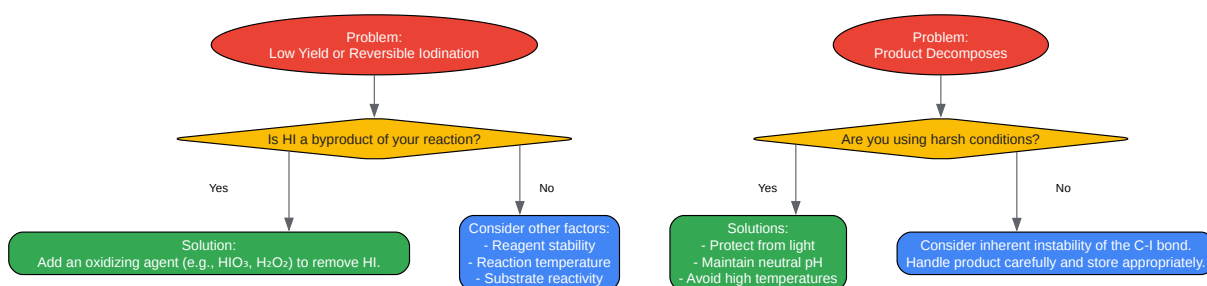 Problem:
Low Yield or Reversible Iodination
Is HI a byproduct of your reaction?
Yes
No
Solution:
Add an oxidizing agent (e.g., HIO₃, H₂O₂) to remove HI.
Consider other factors:
- Reagent stability
- Reaction temperature
- Substrate reactivity
Problem:
Product Decomposes
Are you using harsh conditions?
Yes
No
Solutions:
- Protect from light
- Maintain neutral pH
- Avoid high temperatures
Consider inherent instability of the C-I bond.
Handle product carefully and store appropriately.